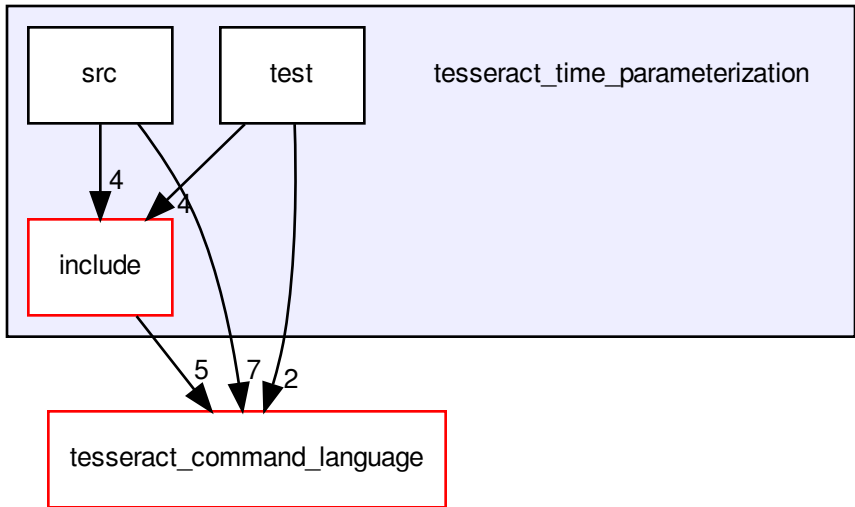 src
test
tesseract_time_parameterization
4
4
include
5
7
2
tesseract_command_language